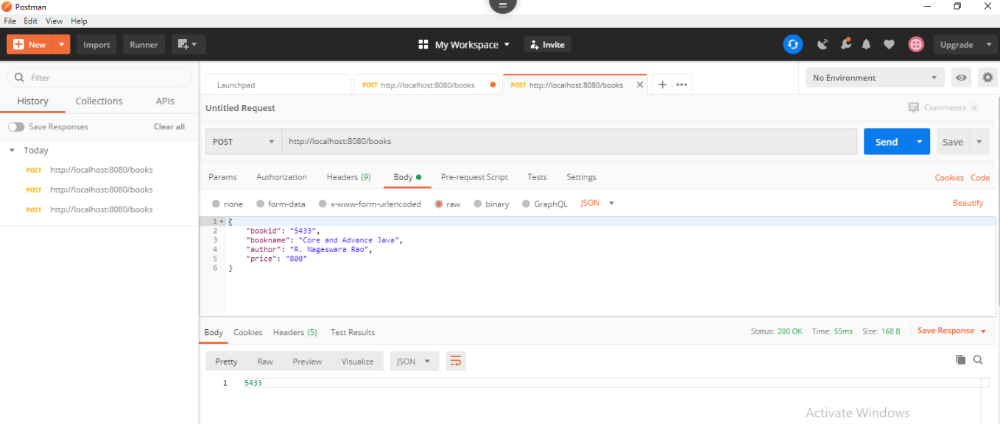 Postman
File Edit View Help
New Import Runner My Workspace Invite Upgrade
Filter
History Collections APIs
Save Responses Clear all
Today
POST http://localhost:8080/books
POST http://localhost:8080/books
POST http://localhost:8080/books
Launchpad POST http://localhost:8080/books POST http://localhost:8080/books No Environment
Untitled Request Comments 0
POST http://localhost:8080/books Send Save
Params Authorization Headers (9) Body Pre-request Script Tests Settings Cookies Code
none form-data x-www-form-urlencoded raw binary GraphQL JSON Beautify
1 {
2 "bookid": "5433",
3 "bookname": "Core and Advance Java",
4 "author": "R. Nageswara Rao",
5 "price": "800"
6 }
Body Cookies Headers (5) Test Results Status: 200 OK Time: 55ms Size: 168 B Save Response
Pretty Raw Preview Visualize JSON
1 5433
Activate Windows